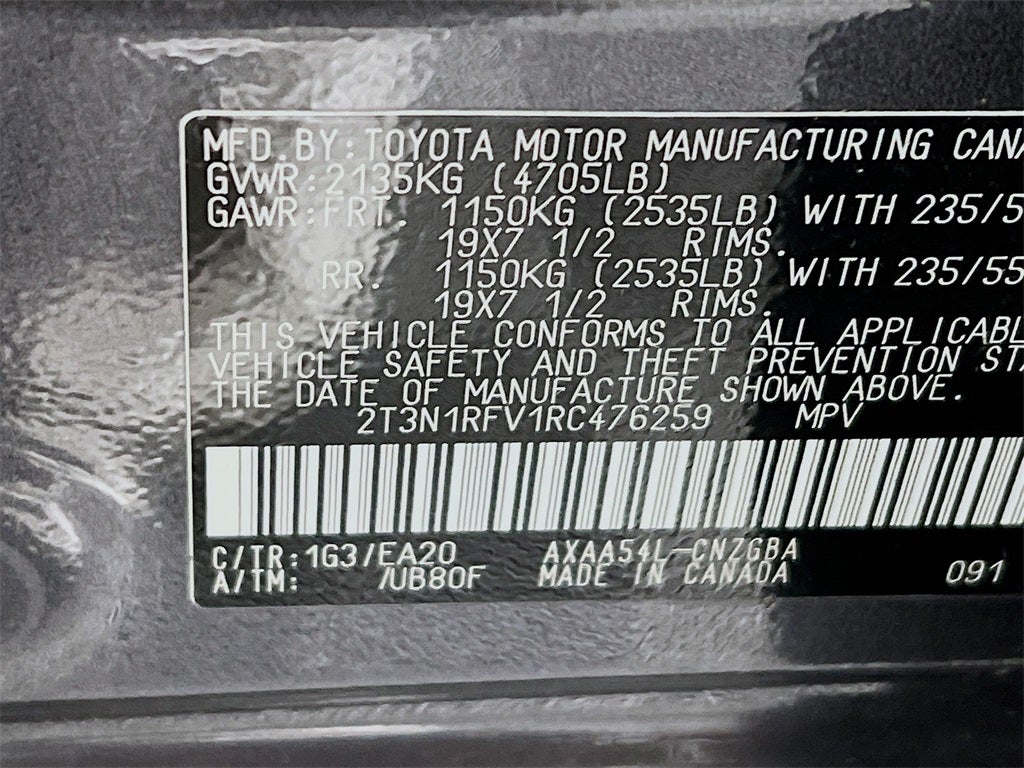 MFD.BY:TOYOTA MOTOR MANUFACTURING CANA
GVWR:2135KG (4705LB)
GAWR:FRT. 1150KG (2535LB) WITH 235/5
19X7 1/2 RIMS.
RR. 1150KG (2535LB) WITH 235/55
19X7 1/2 RIMS.
THIS VEHICLE CONFORMS TO ALL APPLICABL
VEHICLE SAFETY AND THEFT PREVENTION STA
THE DATE OF MANUFACTURE SHOWN ABOVE.
2T3N1RFV1RC476259 MPV
C/TR:1G3/EA20 AXAA54L-CNZGBA
A/TM: /UB80F MADE IN CANADA 091